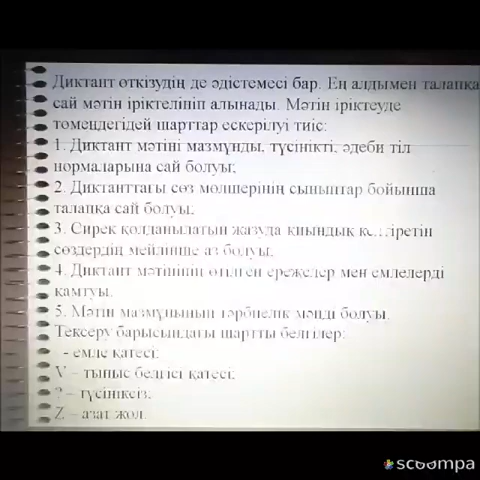 Диктант өткізудің де әдістемесі бар. Ең алдымен талапқа
сай мәтін іріктелініп алынады. Мәтін іріктеуде
төмендегідей шарттар ескерілуі тиіс:
1. Диктант мәтіні мазмұнды, түсінікті, әдеби тіл
нормаларына сай болуы;
2. Диктанттағы сөз мөлшерінің сыныптар бойынша
талапқа сай болуы;
3. Сирек қолданылатын жазуда қиындық
сөздердің мейлінше аз болуы.
4. Диктант мәтінінің өтілген ережелер мен емлелерді
қамтуы.
5. Мәтін мазмұнының тәрбиелік мәнді болуы.
Тексеру барысындағы шартты белгілер:
- емле қатесі;
V – тыныс белгісі қатесі;
? – түсініксіз;
Z – азат жол.
scoompa